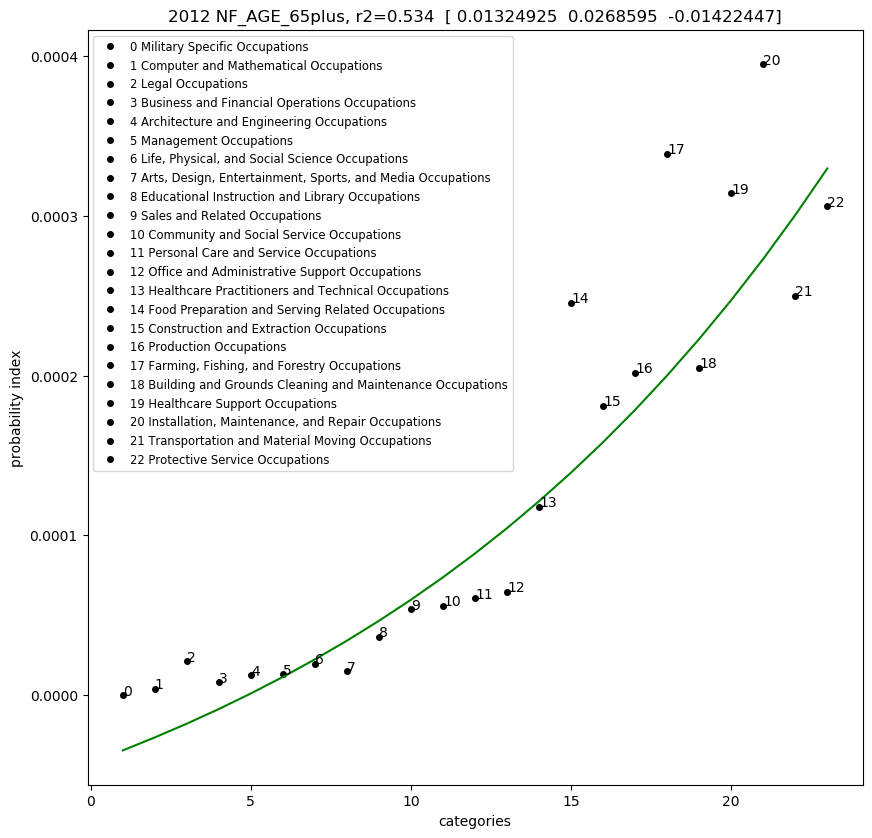 2012 NF_AGE_65plus, r2=0.534  [ 0.01324925  0.0268595  -0.01422447]
0 Military Specific Occupations
1 Computer and Mathematical Occupations
2 Legal Occupations
3 Business and Financial Operations Occupations
4 Architecture and Engineering Occupations
5 Management Occupations
6 Life, Physical, and Social Science Occupations
7 Arts, Design, Entertainment, Sports, and Media Occupations
8 Educational Instruction and Library Occupations
9 Sales and Related Occupations
10 Community and Social Service Occupations
11 Personal Care and Service Occupations
12 Office and Administrative Support Occupations
13 Healthcare Practitioners and Technical Occupations
14 Food Preparation and Serving Related Occupations
15 Construction and Extraction Occupations
16 Production Occupations
17 Farming, Fishing, and Forestry Occupations
18 Building and Grounds Cleaning and Maintenance Occupations
19 Healthcare Support Occupations
20 Installation, Maintenance, and Repair Occupations
21 Transportation and Material Moving Occupations
22 Protective Service Occupations
probability index
0.0004
0.0003
0.0002
0.0001
0.0000
0
1
2
3
4
5
6
7
8
9
10
11
12
13
14
15
16
17
18
19
20
21
22
0 5 10 15 20
categories